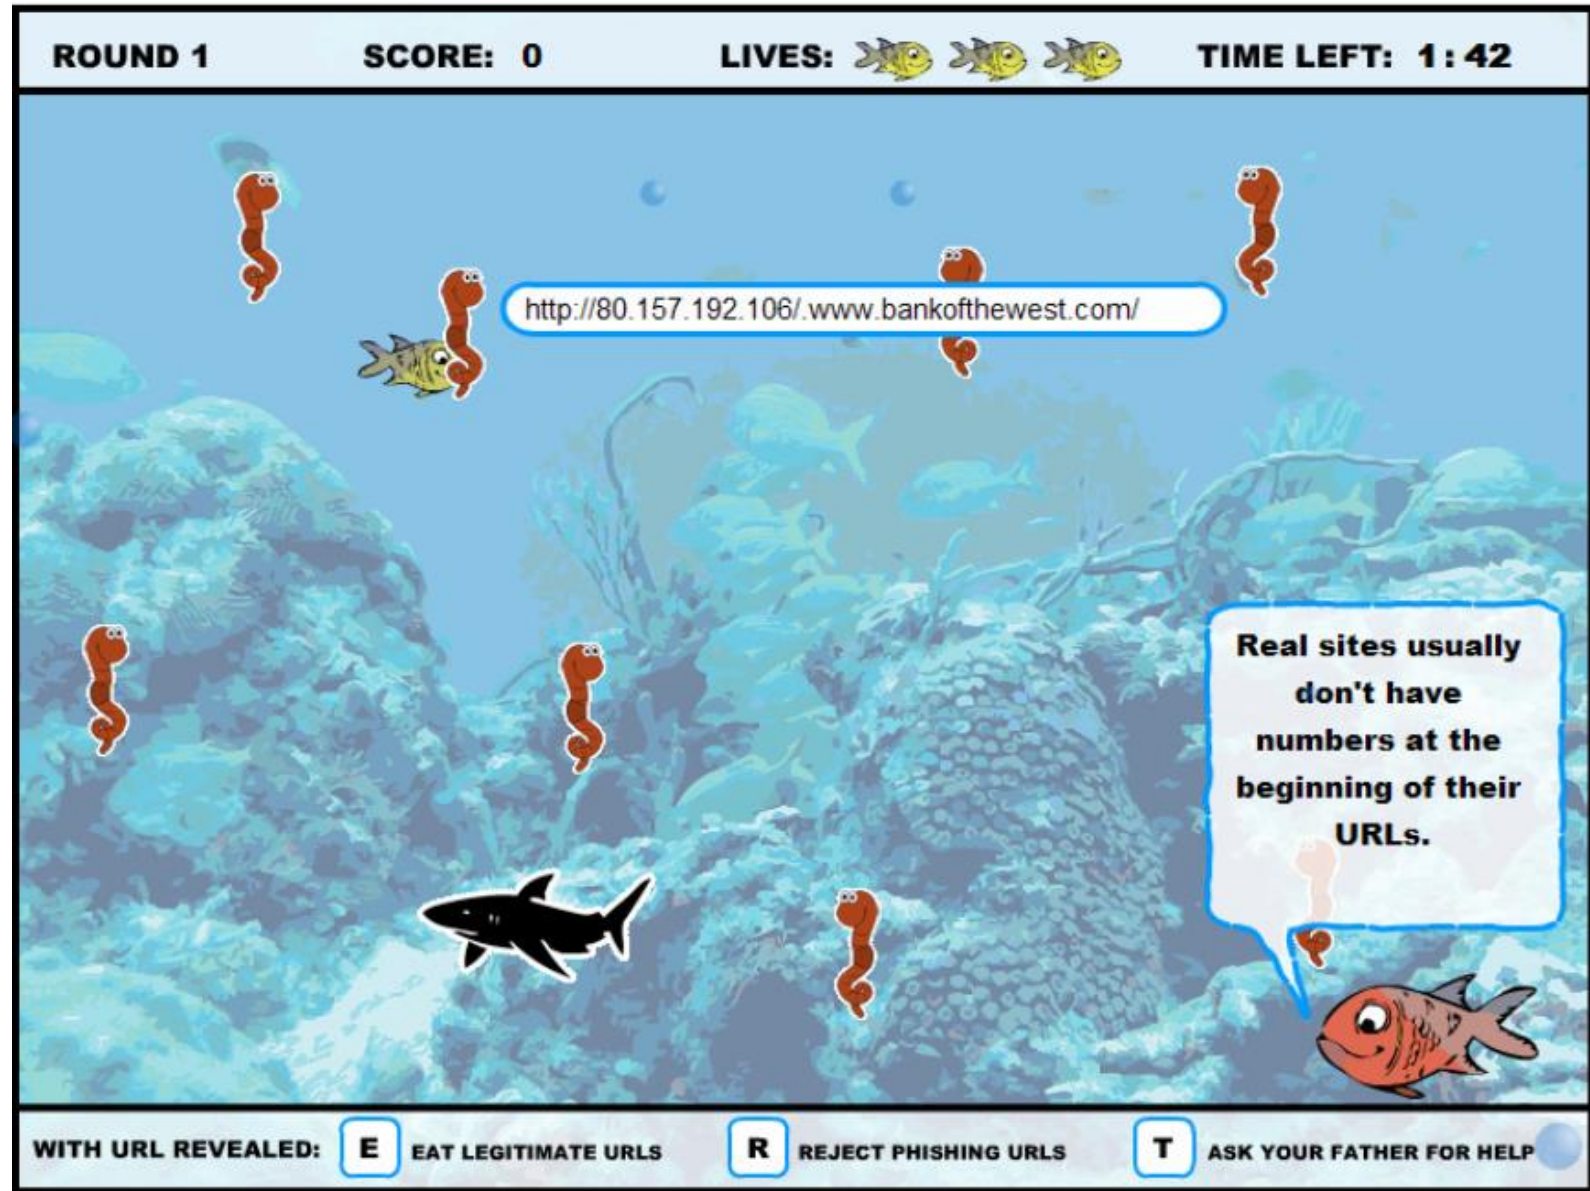 ROUND 1 SCORE: 0 LIVES: TIME LEFT: 1:42
http://80.157.192.106/.www.bankofthewest.com/
Real sites usually
don't have
numbers at the
beginning of their
URLs.
WITH URL REVEALED: E EAT LEGITIMATE URLS R REJECT PHISHING URLS T ASK YOUR FATHER FOR HELP